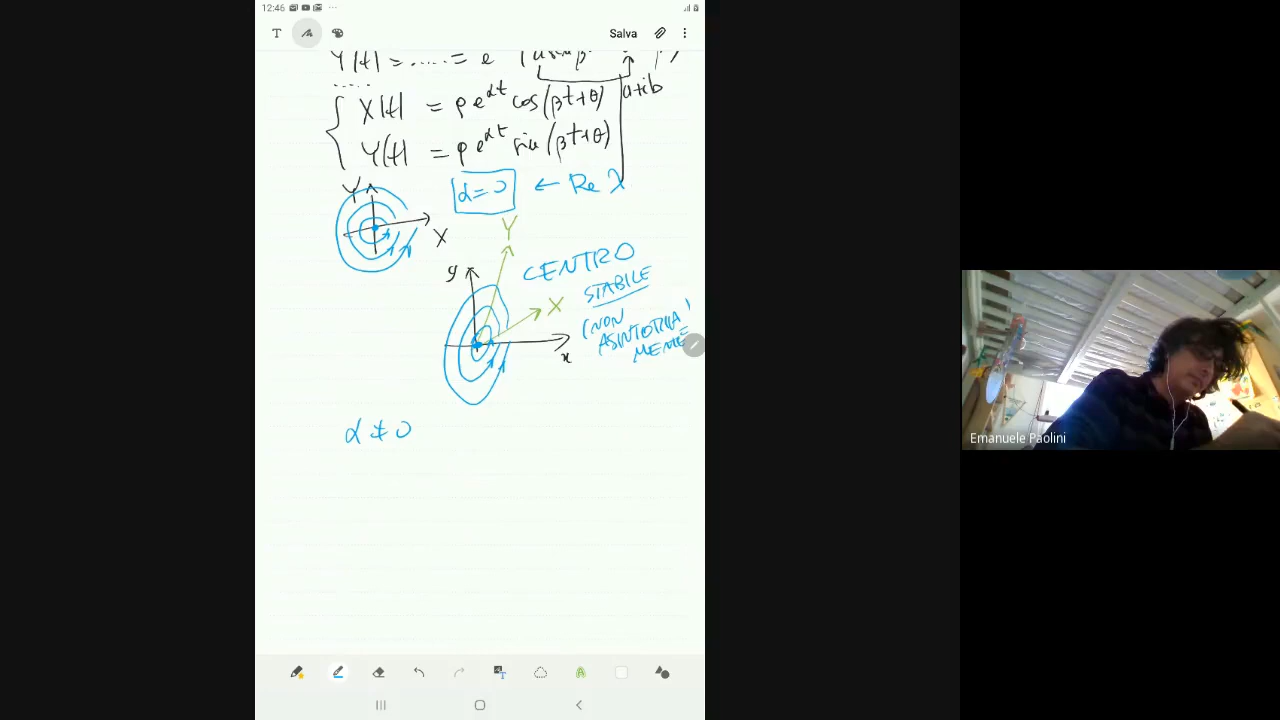 12:46
T Salva
Y(t) = ..... = e
.....
X(t) = ρ e^{αt} cos(βt+θ) a+ib
Y(t) = ρ e^{αt} sin(βt+θ)
α=0 ← Re λ
Y
X
Y
y CENTRO
STABILE
X
(NON
ASINTOTICA
MENTE
x
α ≠ 0
Emanuele Paolini